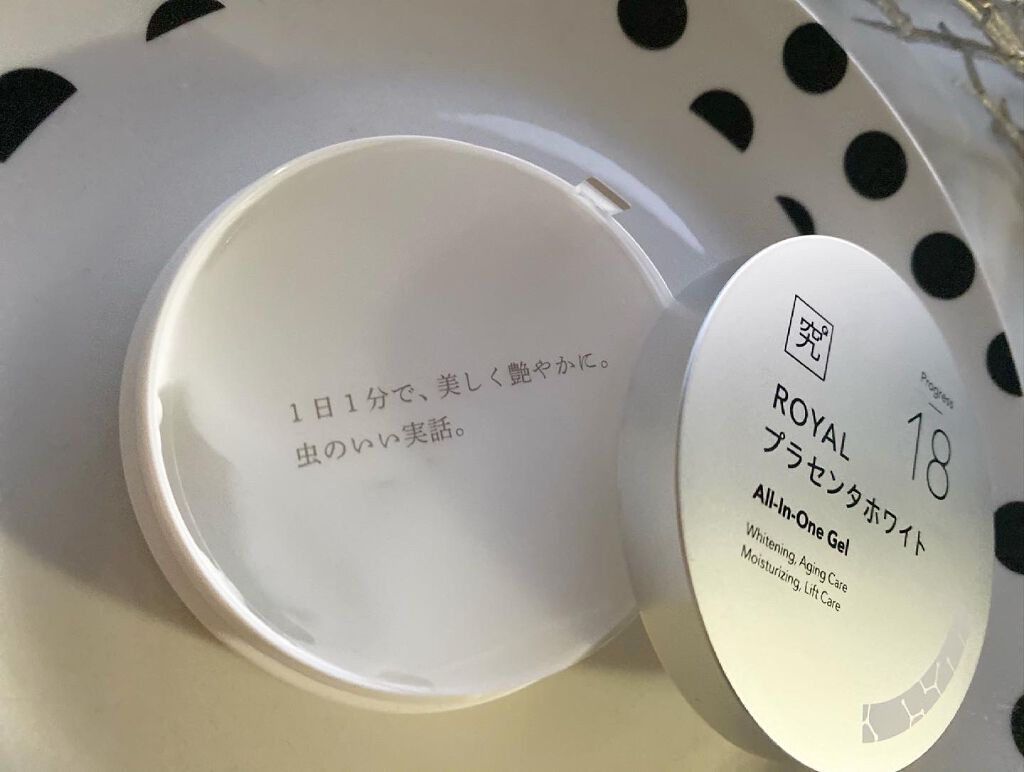 1日1分で、美しく艶やかに。
虫のいい実話。
究
ROYAL
プラセンタホワイト
All-In-One Gel
Whitening, Aging Care
Moisturizing, Lift Care
Progress
18